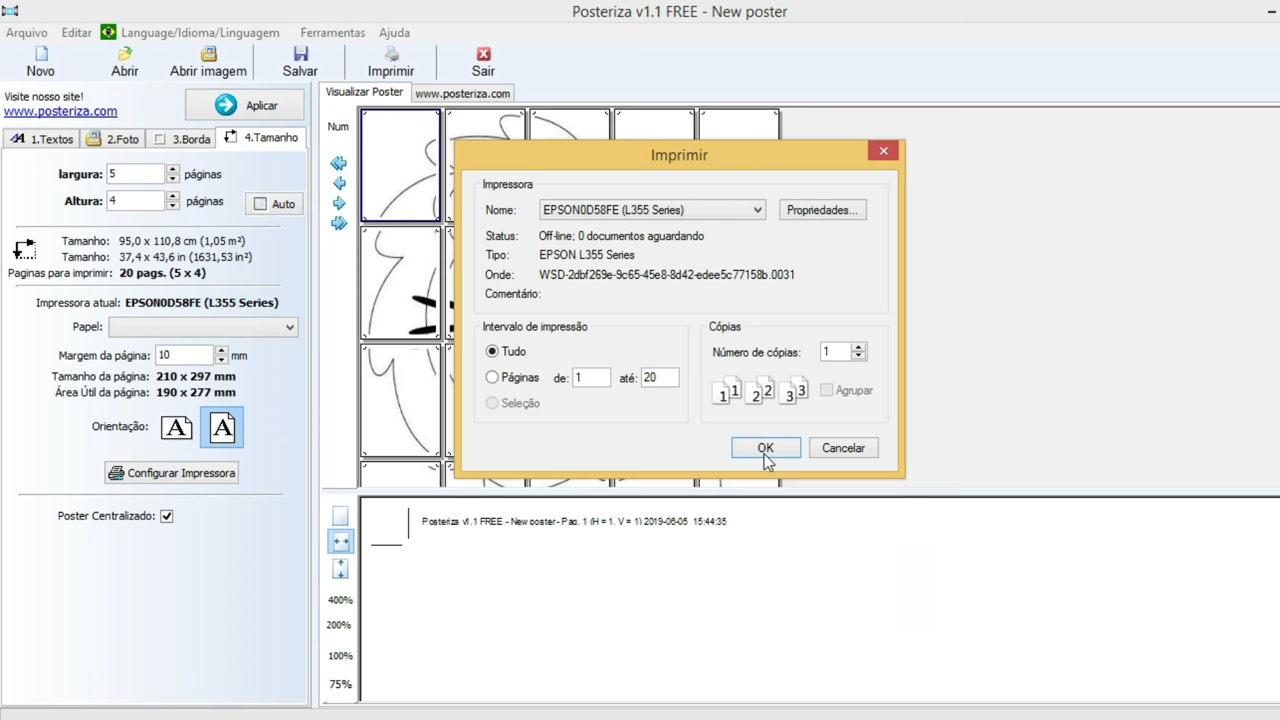 Posteriza v1.1 FREE - New poster
Arquivo Editar Language/Idioma/Linguagem Ferramentas Ajuda
Novo Abrir Abrir imagem Salvar Imprimir Sair
Visite nosso site!
www.posteriza.com
Aplicar
1.Textos 2.Foto 3.Borda 4.Tamanho
largura: 5 páginas
Altura: 4 páginas
Auto
Tamanho: 95,0 x 110,8 cm (1,05 m²)
Tamanho: 37,4 x 43,6 in (1631,53 in²)
Paginas para imprimir: 20 pags. (5 x 4)
Impressora atual: EPSON0D58FE (L355 Series)
Papel:
Margem da página: 10 mm
Tamanho da página: 210 x 297 mm
Área Útil da página: 190 x 277 mm
Orientação: A A
Configurar Impressora
Poster Centralizado:
Visualizar Poster www.posteriza.com
Num
Imprimir
Impressora
Nome: EPSON0D58FE (L355 Series) Propriedades...
Status: Off-line; 0 documentos aguardando
Tipo: EPSON L355 Series
Onde: WSD-2dbf269e-9c65-45e8-8d42-edee5c77158b.0031
Comentário:
Intervalo de impressão
Tudo
Páginas de: 1 até: 20
Seleção
Cópias
Número de cópias: 1
1 1 2 2 3 3 Agrupar
OK Cancelar
Posteriza v1.1 FREE - New poster- Pag. 1 (H = 1, V = 1) 2019-06-05 15:44:35
400%
200%
100%
75%